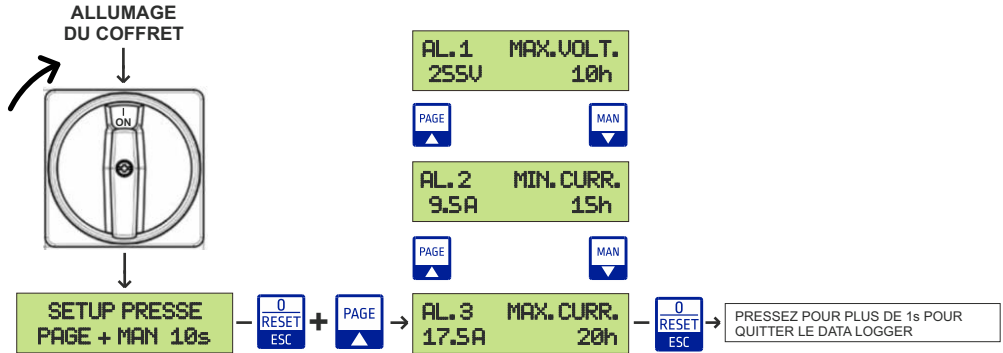 ALLUMAGE
DU COFFRET
I
ON
SETUP PRESSE
PAGE + MAN 10s
0
RESET
ESC
+
PAGE
AL.1 MAX.VOLT.
255V 10h
PAGE
MAN
AL.2 MIN.CURR.
9.5A 15h
PAGE
MAN
AL.3 MAX.CURR.
17.5A 20h
0
RESET
ESC
PRESSEZ POUR PLUS DE 1s POUR
QUITTER LE DATA LOGGER